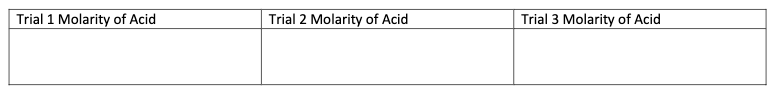 Trial 1 Molarity of Acid
Trial 2 Molarity of Acid
Trial 3 Molarity of Acid